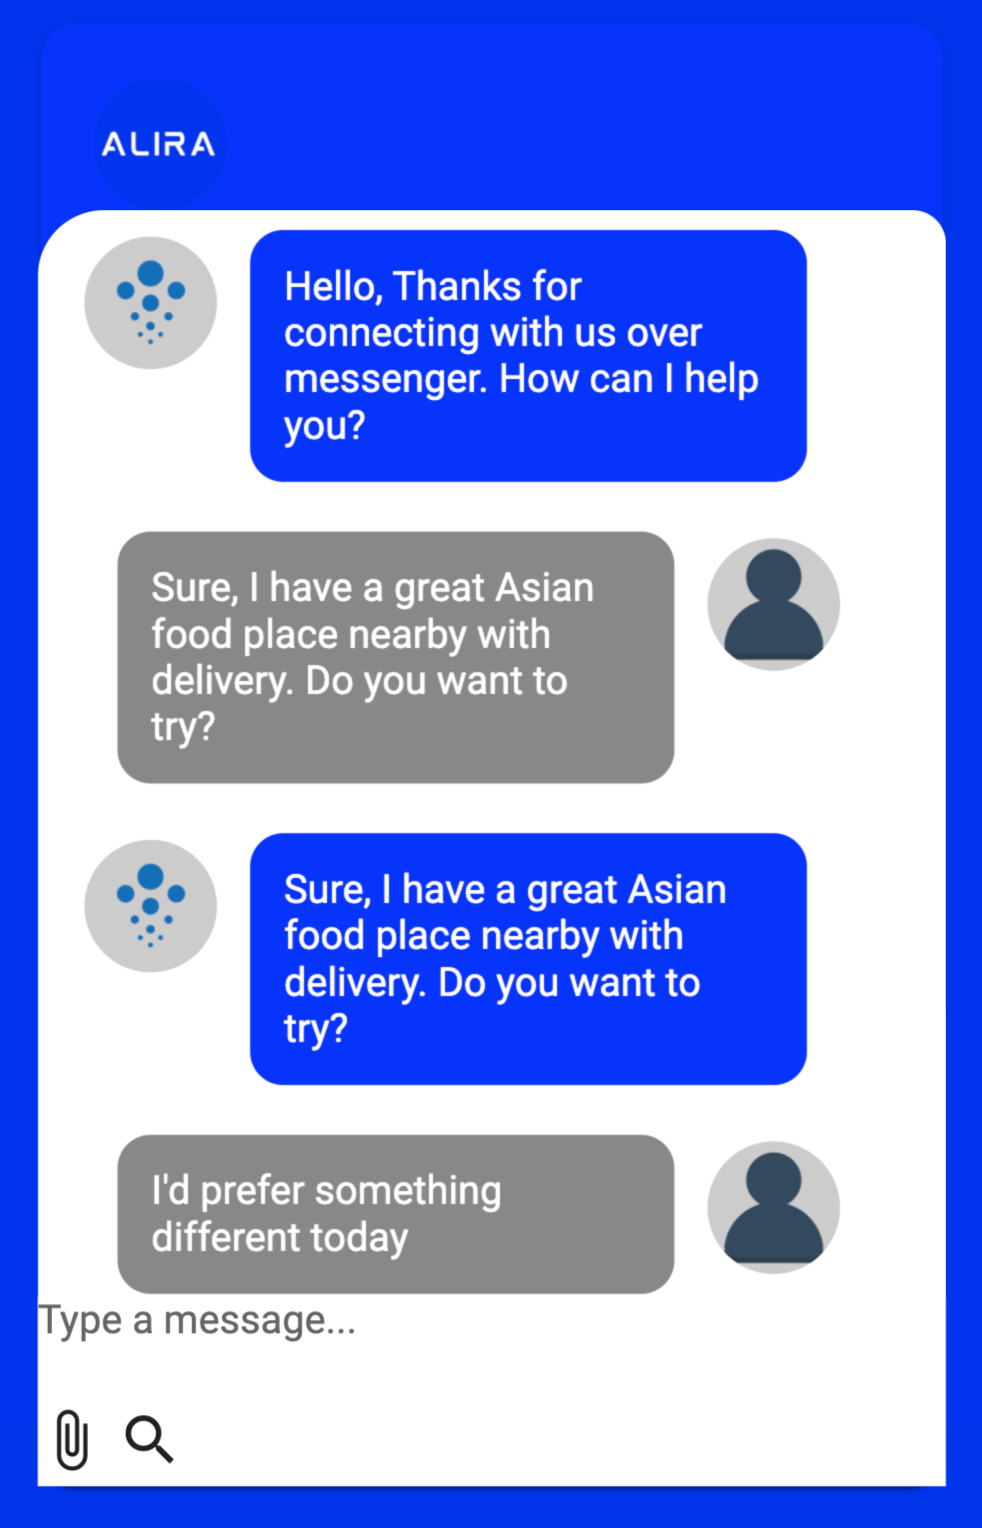 ALIRA
Hello, Thanks for
connecting with us over
messenger. How can I help
you?
Sure, I have a great Asian
food place nearby with
delivery. Do you want to
try?
Sure, I have a great Asian
food place nearby with
delivery. Do you want to
try?
I'd prefer something
different today
Type a message...